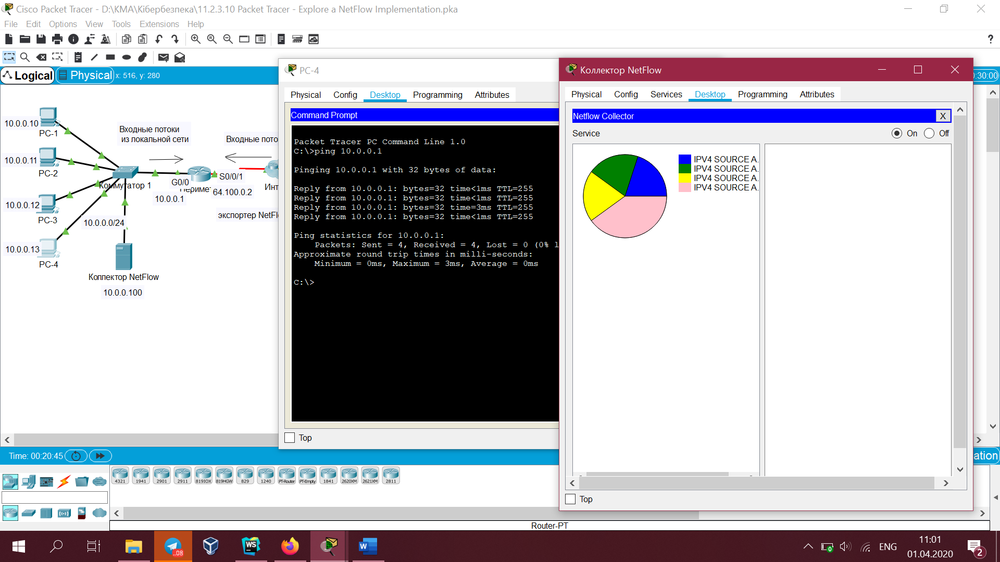 Cisco Packet Tracer - D:\КМА\Кібербезпека\11.2.3.10 Packet Tracer - Explore a NetFlow Implementation.pka
File Edit Options View Tools Extensions Help
Logical
Physical
x: 516, y: 280
:30:00
10.0.0.10
PC-1
10.0.0.11
PC-2
10.0.0.12
PC-3
10.0.0.13
PC-4
Входные потоки
из локальной сети
Входные пото
Коммутатор 1
G0/0
S0/0/1
10.0.0.1
64.100.0.2
Инт
экспортер NetFl
10.0.0.0/24
Коллектор NetFlow
10.0.0.100
PC-4
Physical Config Desktop Programming Attributes
Command Prompt
Packet Tracer PC Command Line 1.0
C:\>ping 10.0.0.1
Pinging 10.0.0.1 with 32 bytes of data:
Reply from 10.0.0.1: bytes=32 time<1ms TTL=255
Reply from 10.0.0.1: bytes=32 time<1ms TTL=255
Reply from 10.0.0.1: bytes=32 time=3ms TTL=255
Reply from 10.0.0.1: bytes=32 time<1ms TTL=255
Ping statistics for 10.0.0.1:
Packets: Sent = 4, Received = 4, Lost = 0 (0% l
Approximate round trip times in milli-seconds:
Minimum = 0ms, Maximum = 3ms, Average = 0ms
C:\>
Top
Коллектор NetFlow
Physical Config Services Desktop Programming Attributes
Netflow Collector
X
Service
On Off
IPV4 SOURCE A.
IPV4 SOURCE A.
IPV4 SOURCE A.
IPV4 SOURCE A.
Top
Time: 00:20:45
ation
4321 1941 2901 2911 819IOX 819HGW 829 1240 PT-Router PT-Empty 1841 2620XM 2621XM 2811
Router-PT
..08
WS
W
ENG
11:01
01.04.2020
2